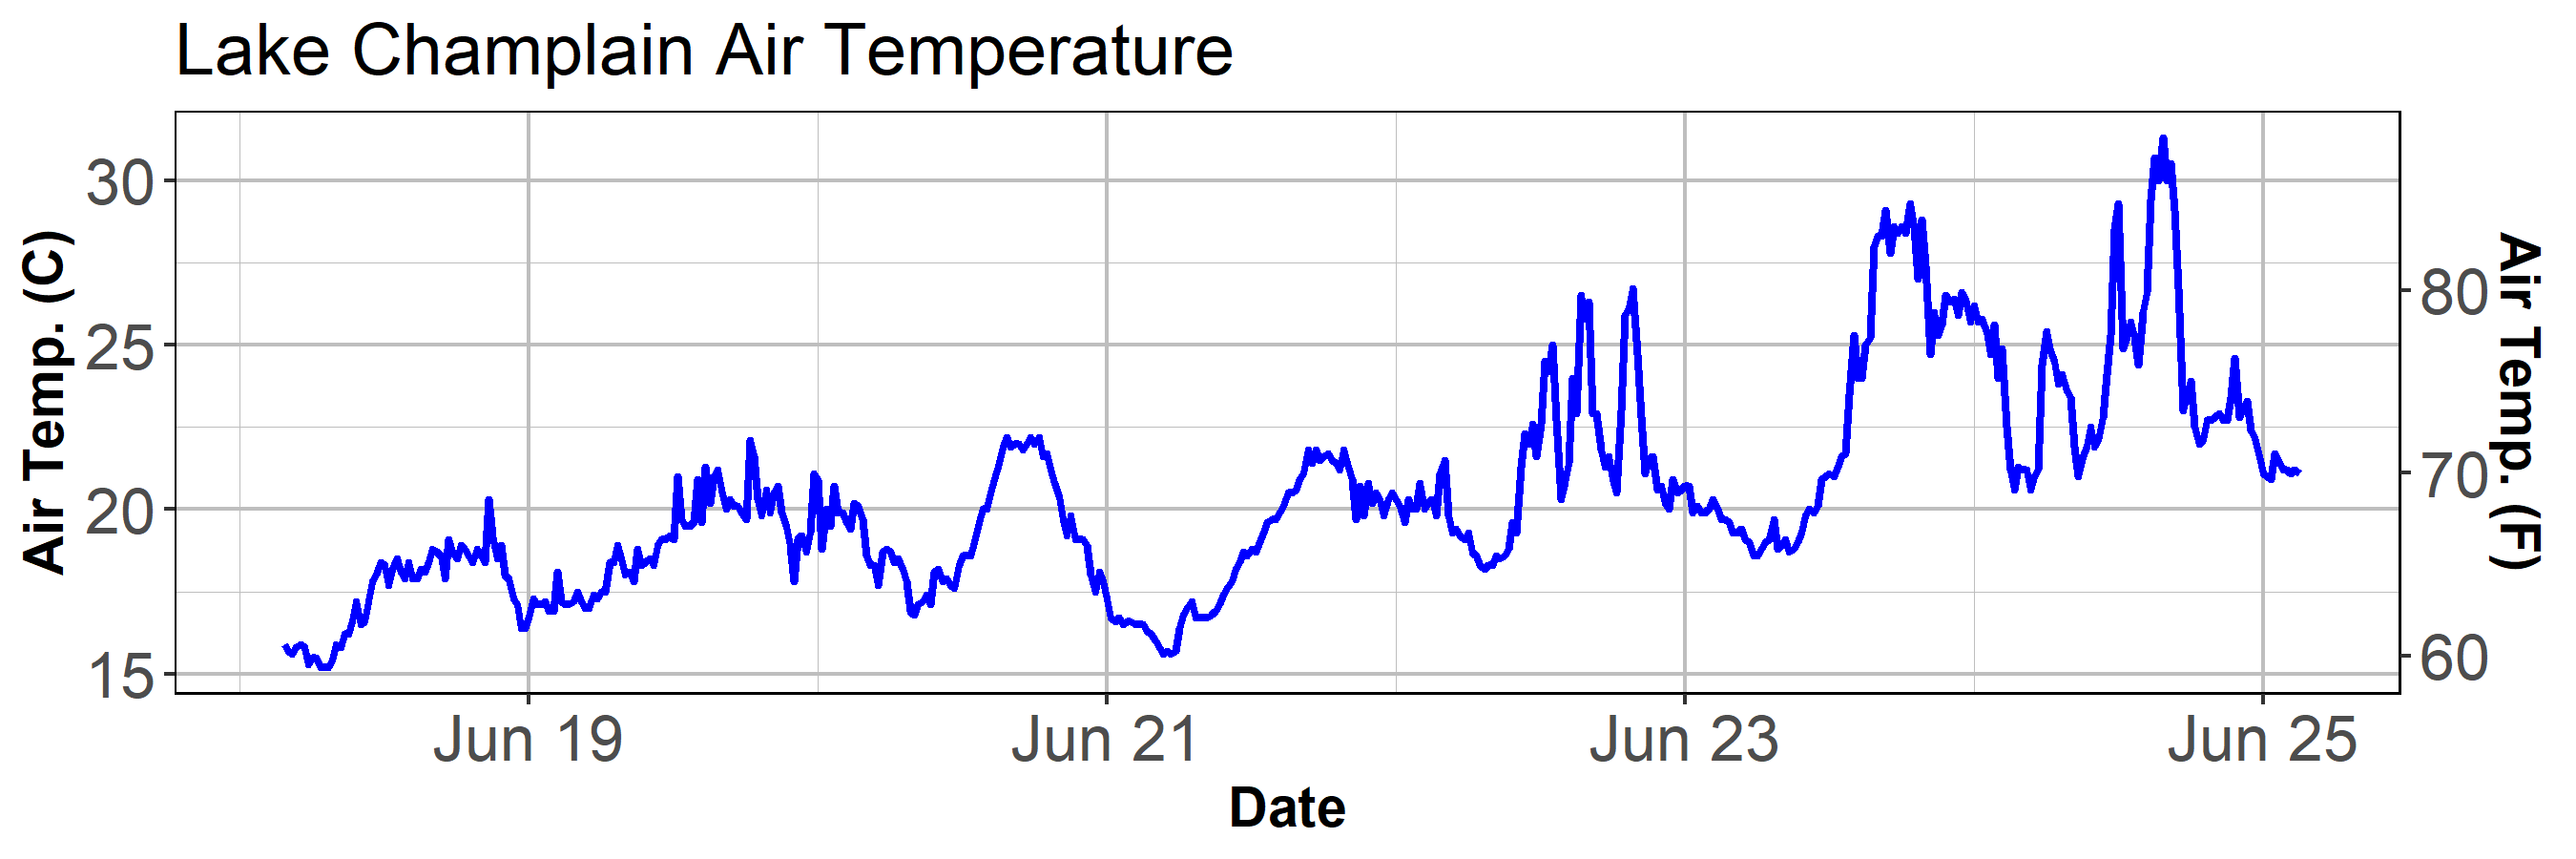 Lake Champlain Air Temperature
30
25
20
15
Air Temp. (C)
80
70
60
Air Temp. (F)
Jun 19 Jun 21 Jun 23 Jun 25
Date